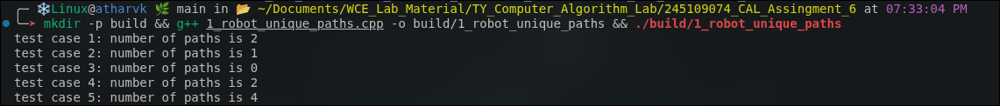 Linux@atharvk main in ~/Documents/WCE_Lab_Material/TY_Computer_Algorithm_Lab/245109074_CAL_Assingment_6 at 07:33:04 PM
mkdir -p build && g++ 1_robot_unique_paths.cpp -o build/1_robot_unique_paths && ./build/1_robot_unique_paths
test case 1: number of paths is 2
test case 2: number of paths is 1
test case 3: number of paths is 0
test case 4: number of paths is 2
test case 5: number of paths is 4